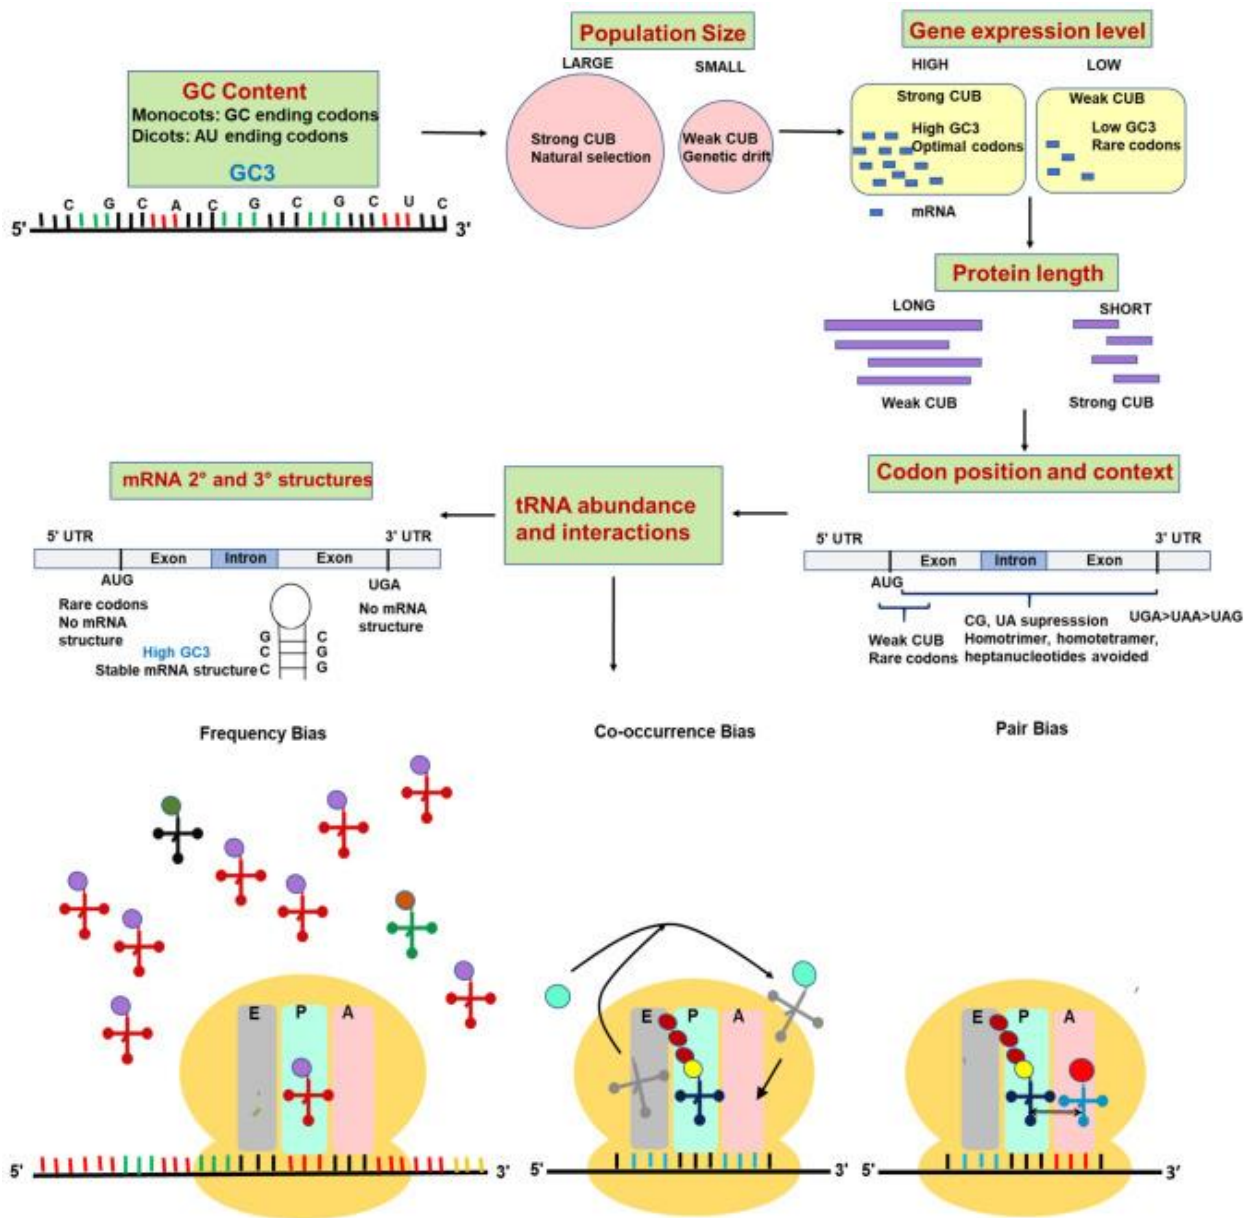 GC Content
Monocots: GC ending codons
Dicots: AU ending codons
GC3
C G C A C G C G C U C
5' 3'
Population Size
LARGE SMALL
Strong CUB
Natural selection
Weak CUB
Genetic drift
Gene expression level
HIGH LOW
Strong CUB
High GC3
Optimal codons
Weak CUB
Low GC3
Rare codons
mRNA
Protein length
LONG SHORT
Weak CUB Strong CUB
Codon position and context
5' UTR 3' UTR
Exon Intron Exon
AUG
Weak CUB
Rare codons
CG, UA supresssion
Homotrimer, homotetramer,
heptanucleotides avoided
UGA>UAA>UAG
tRNA abundance
and interactions
mRNA 2° and 3° structures
5' UTR 3' UTR
Exon Intron Exon
AUG UGA
Rare codons
No mRNA
structure
High GC3
Stable mRNA structure
G C
C G
C G
No mRNA
structure
Frequency Bias
E P A
5' 3'
Co-occurrence Bias
E P A
5' 3'
Pair Bias
E P A
5' 3'